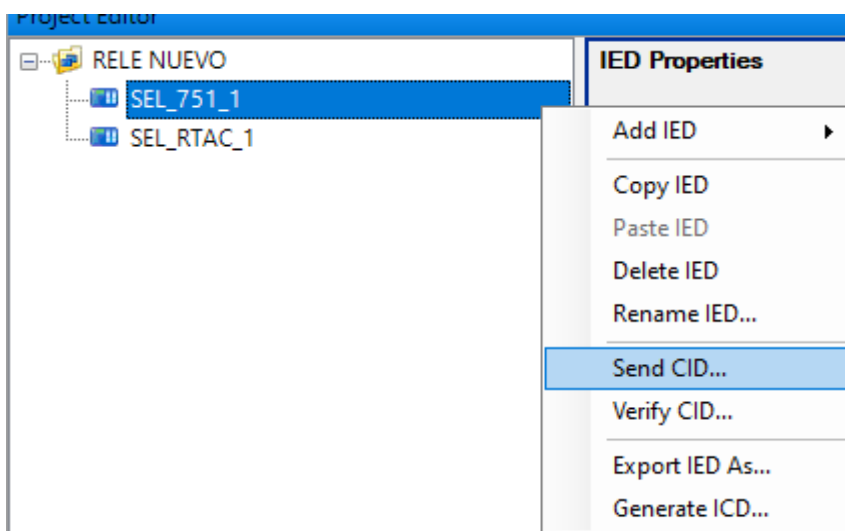 Project Editor
RELE NUEVO
SEL_751_1
SEL_RTAC_1
IED Properties
Add IED
Copy IED
Paste IED
Delete IED
Rename IED...
Send CID...
Verify CID...
Export IED As...
Generate ICD...